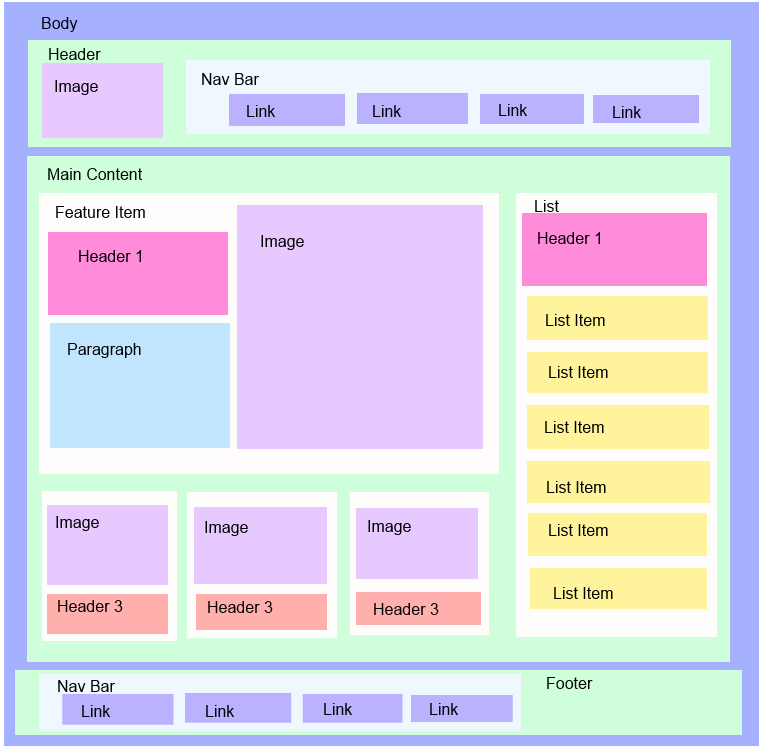 Body
Header
Image
Nav Bar
Link
Link
Link
Link
Main Content
Feature Item
Header 1
Paragraph
Image
List
Header 1
List Item
List Item
List Item
List Item
List Item
List Item
Image
Header 3
Image
Header 3
Image
Header 3
Nav Bar
Link
Link
Link
Link
Footer